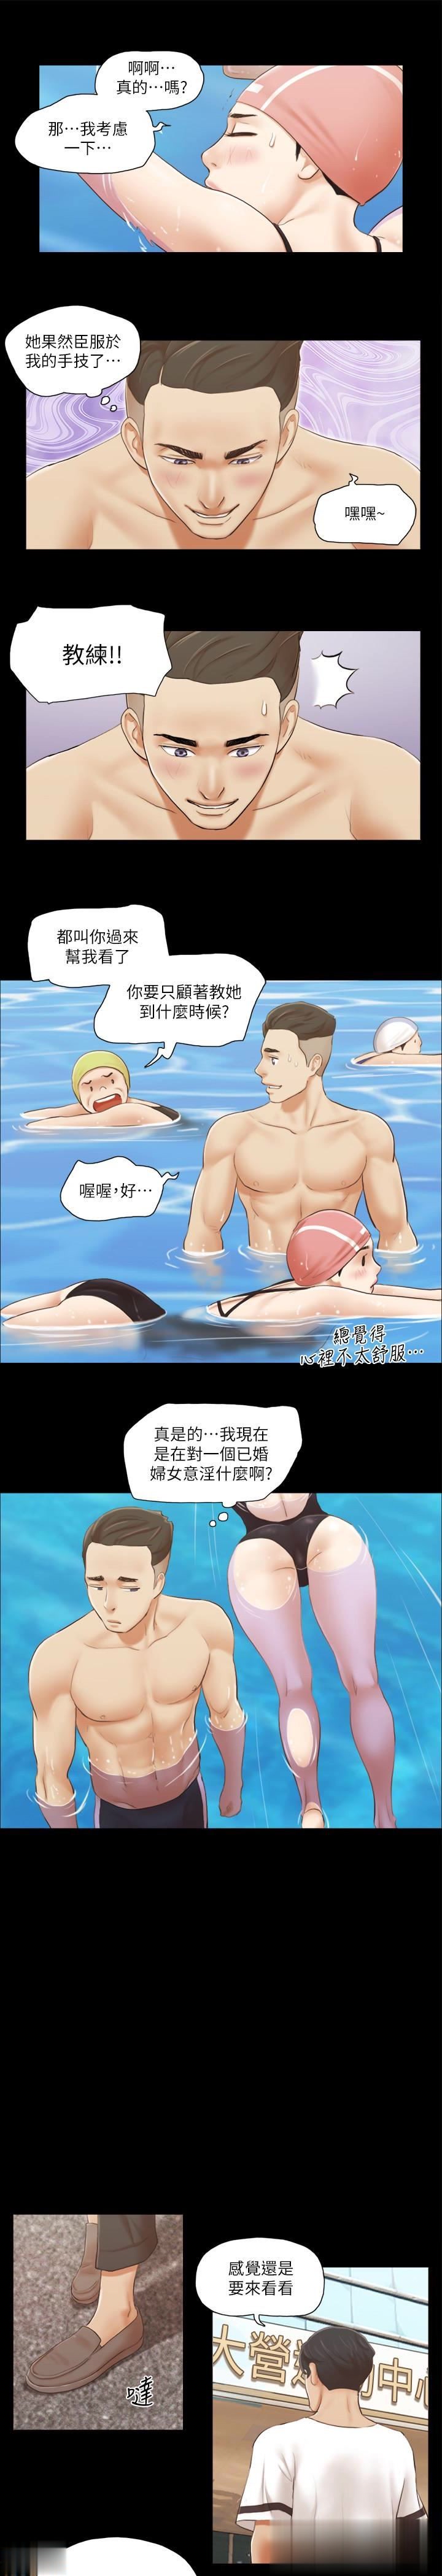 啊啊⋯
真的⋯嗎?
那⋯我考慮
一下⋯
她果然臣服於
我的手技了⋯
嘿嘿~
教練!!
都叫你過來
幫我看了
你要只顧著教她
到什麼時候?
喔喔，好⋯
總覺得
心裡不太舒服⋯
真是的⋯我現在
是在對一個已婚
婦女意淫什麼啊?
噠
感覺還是
要來看看
大營運
中心